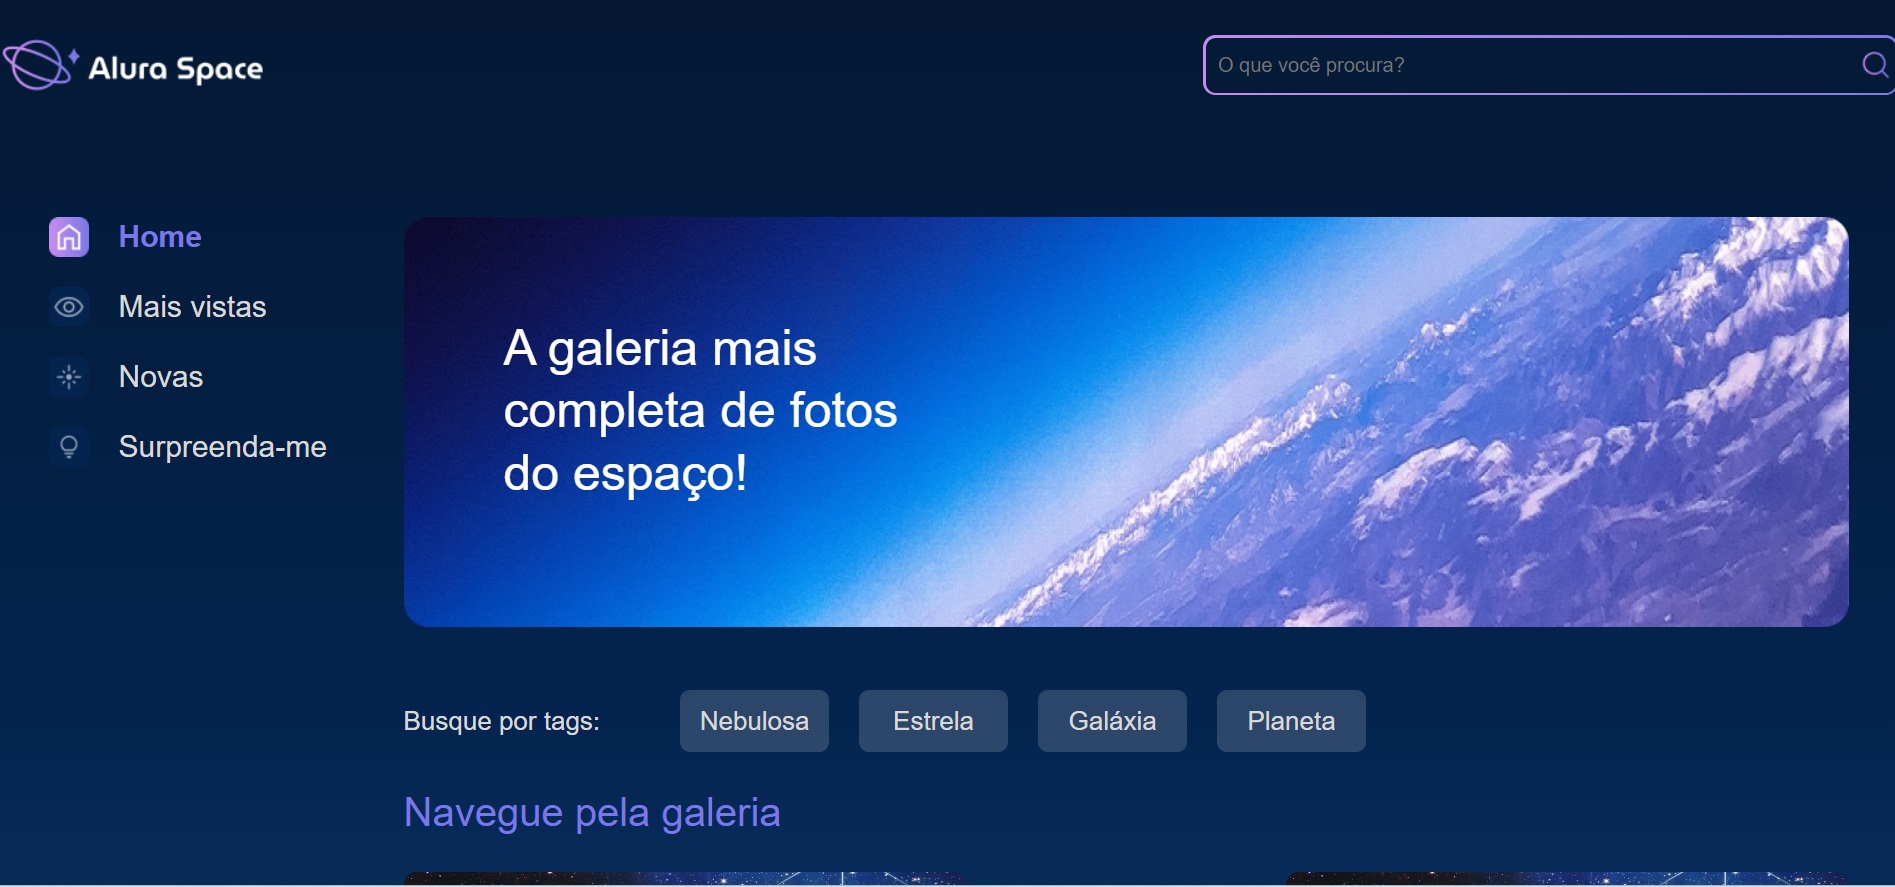 Alura Space
O que você procura?
Home
Mais vistas
Novas
Surpreenda-me
A galeria mais
completa de fotos
do espaço!
Busque por tags:
Nebulosa
Estrela
Galáxia
Planeta
Navegue pela galeria